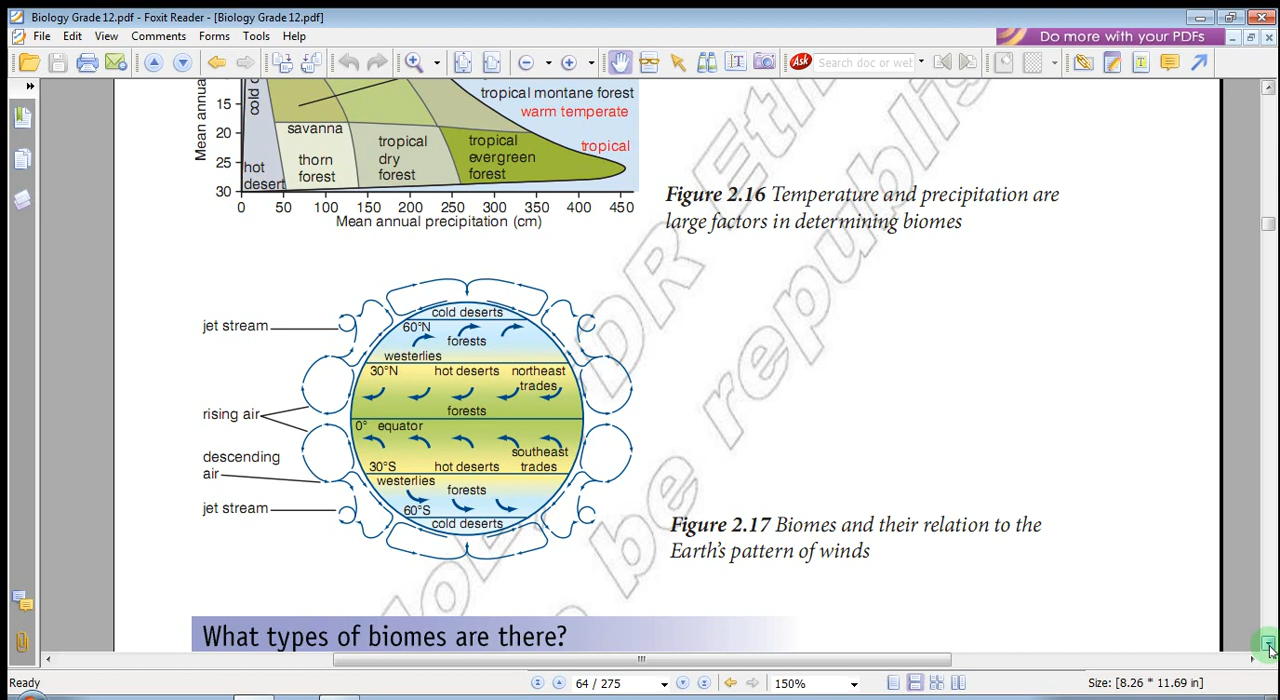 Biology Grade 12.pdf - Foxit Reader - [Biology Grade 12.pdf]
File Edit View Comments Forms Tools Help
Do more with your PDFs
Ask Search doc or wel
Mean annua
cold d
15
20
25
30
tropical montane forest
warm temperate
tropical
savanna
thorn
forest
tropical
dry
forest
tropical
evergreen
forest
hot
desert
0 50 100 150 200 250 300 350 400 450
Mean annual precipitation (cm)
Figure 2.16 Temperature and precipitation are
large factors in determining biomes
cold deserts
60°N
forests
westerlies
30°N hot deserts northeast
trades
forests
0° equator
southeast
30°S hot deserts trades
westerlies
forests
60°S
cold deserts
jet stream
rising air
descending
air
jet stream
Figure 2.17 Biomes and their relation to the
Earth's pattern of winds
What types of biomes are there?
Ready
64 / 275
150%
Size: [8.26 * 11.69 in]
be republis